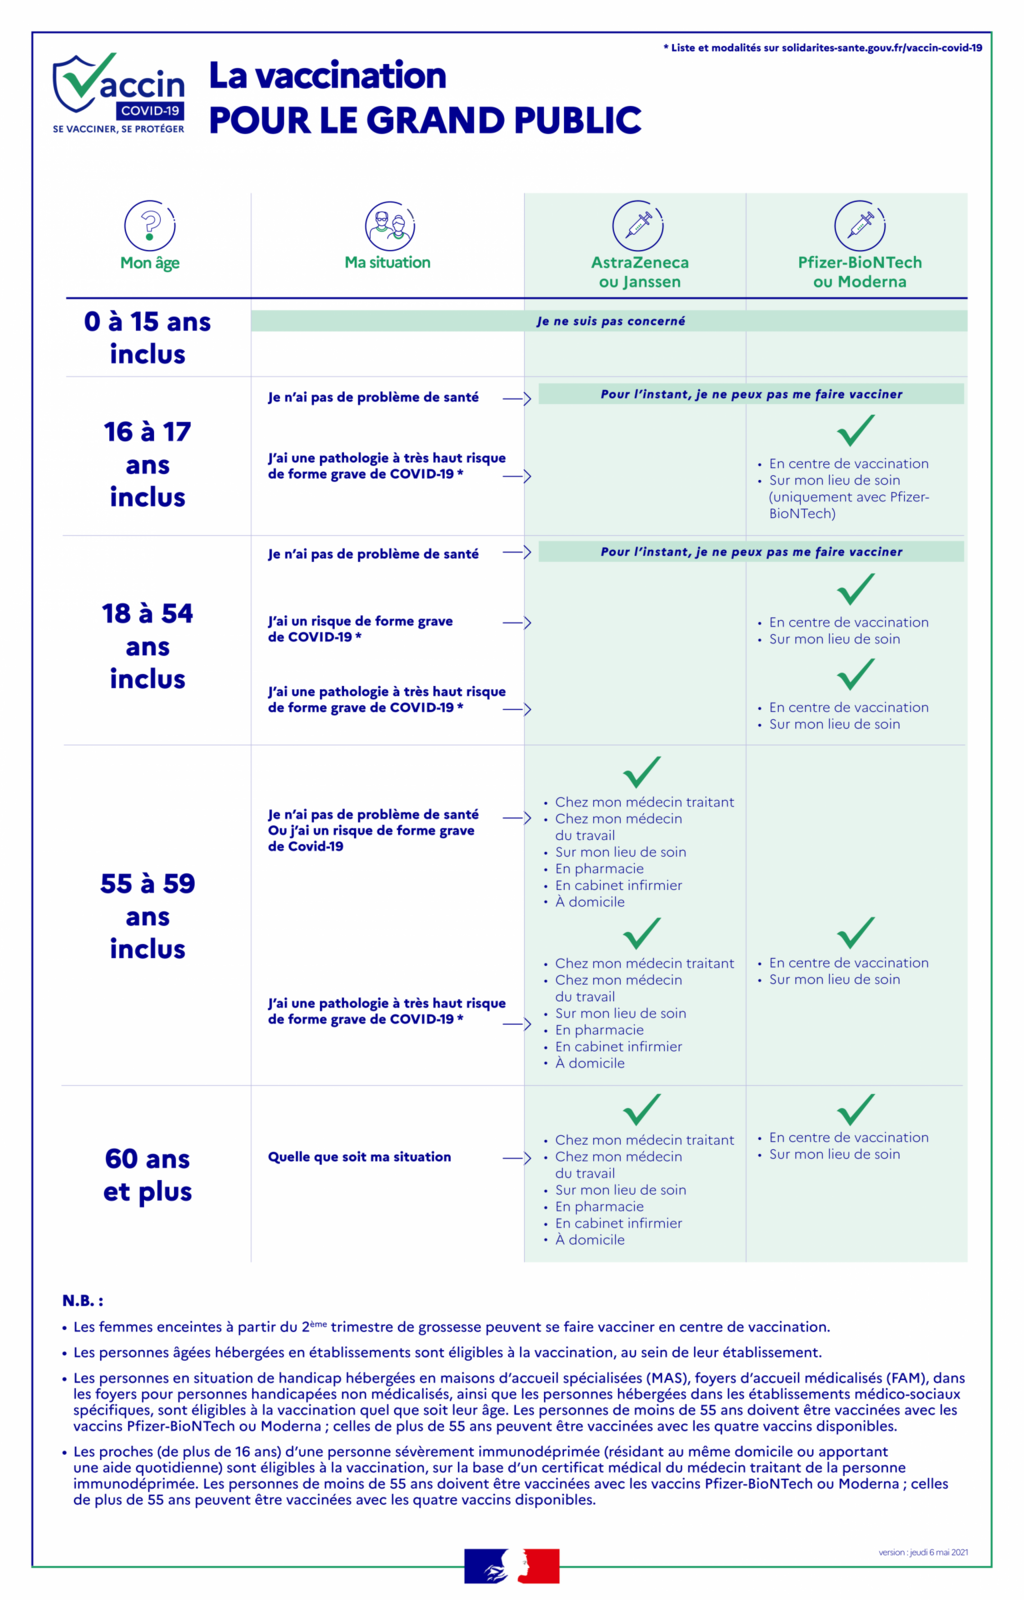 * Liste et modalités sur solidarites-sante.gouv.fr/vaccin-covid-19
Vaccin
COVID-19
SE VACCINER, SE PROTÉGER
La vaccination
POUR LE GRAND PUBLIC
Mon âge
Ma situation
AstraZeneca
ou Janssen
Pfizer-BioNTech
ou Moderna
0 à 15 ans
inclus
Je ne suis pas concerné
16 à 17
ans
inclus
Je n'ai pas de problème de santé
Pour l'instant, je ne peux pas me faire vacciner
J'ai une pathologie à très haut risque
de forme grave de COVID-19 *
• En centre de vaccination
• Sur mon lieu de soin
(uniquement avec Pfizer-
BioNTech)
18 à 54
ans
inclus
Je n'ai pas de problème de santé
Pour l'instant, je ne peux pas me faire vacciner
J'ai un risque de forme grave
de COVID-19 *
• En centre de vaccination
• Sur mon lieu de soin
J'ai une pathologie à très haut risque
de forme grave de COVID-19 *
• En centre de vaccination
• Sur mon lieu de soin
55 à 59
ans
inclus
Je n'ai pas de problème de santé
Ou j'ai un risque de forme grave
de Covid-19
• Chez mon médecin traitant
• Chez mon médecin
du travail
• Sur mon lieu de soin
• En pharmacie
• En cabinet infirmier
• À domicile
J'ai une pathologie à très haut risque
de forme grave de COVID-19 *
• Chez mon médecin traitant
• Chez mon médecin
du travail
• Sur mon lieu de soin
• En pharmacie
• En cabinet infirmier
• À domicile
• En centre de vaccination
• Sur mon lieu de soin
60 ans
et plus
Quelle que soit ma situation
• Chez mon médecin traitant
• Chez mon médecin
du travail
• Sur mon lieu de soin
• En pharmacie
• En cabinet infirmier
• À domicile
• En centre de vaccination
• Sur mon lieu de soin
N.B. :
• Les femmes enceintes à partir du 2ème trimestre de grossesse peuvent se faire vacciner en centre de vaccination.
• Les personnes âgées hébergées en établissements sont éligibles à la vaccination, au sein de leur établissement.
• Les personnes en situation de handicap hébergées en maisons d'accueil spécialisées (MAS), foyers d'accueil médicalisés (FAM), dans
les foyers pour personnes handicapées non médicalisés, ainsi que les personnes hébergées dans les établissements médico-sociaux
spécifiques, sont éligibles à la vaccination quel que soit leur âge. Les personnes de moins de 55 ans doivent être vaccinées avec les
vaccins Pfizer-BioNTech ou Moderna ; celles de plus de 55 ans peuvent être vaccinées avec les quatre vaccins disponibles.
• Les proches (de plus de 16 ans) d'une personne sévèrement immunodéprimée (résidant au même domicile ou apportant
une aide quotidienne) sont éligibles à la vaccination, sur la base d'un certificat médical du médecin traitant de la personne
immunodéprimée. Les personnes de moins de 55 ans doivent être vaccinées avec les vaccins Pfizer-BioNTech ou Moderna ; celles
de plus de 55 ans peuvent être vaccinées avec les quatre vaccins disponibles.
version : jeudi 6 mai 2021